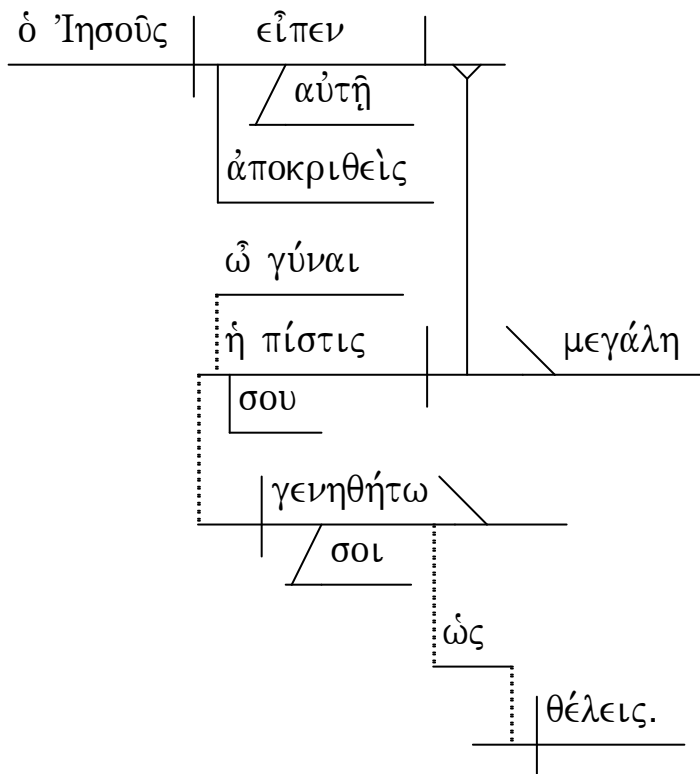 ὁ Ἰησοῦς εἶπεν
αὐτῇ
ἀποκριθεὶς
ὦ γύναι
ἡ πίστις μεγάλη
σου
γενηθήτω
σοι
ὡς
θέλεις.